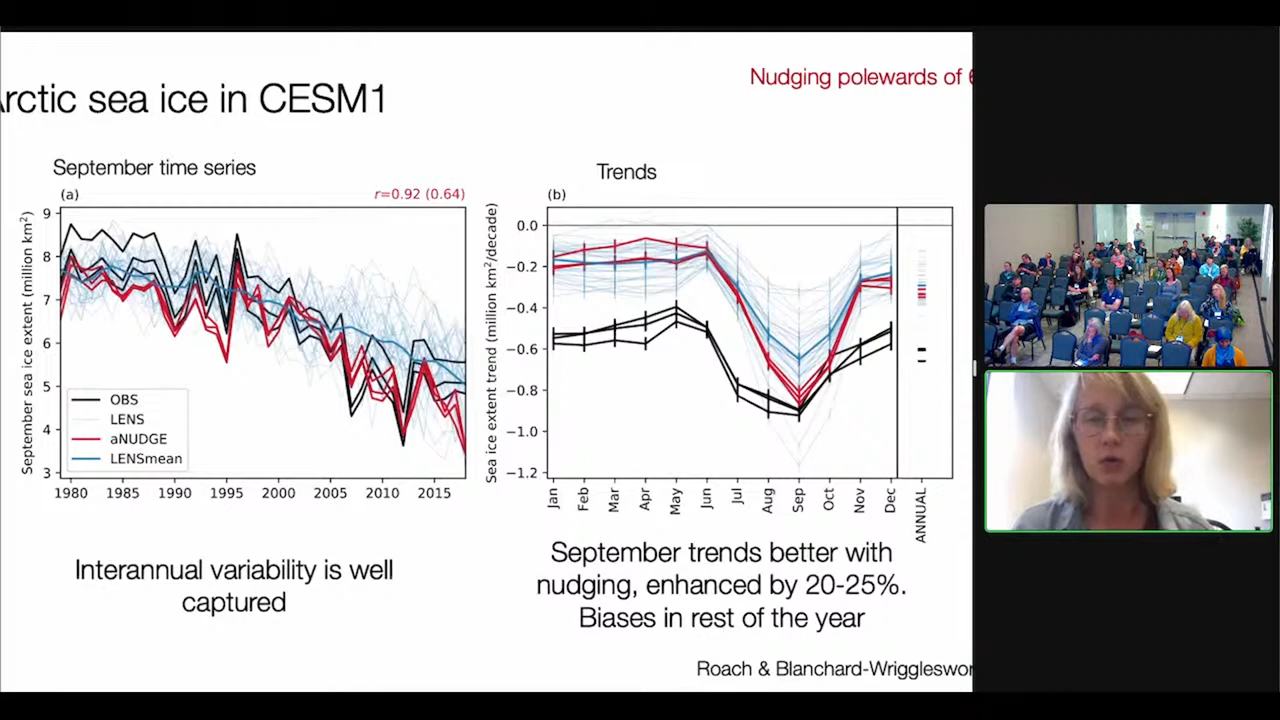 Nudging polewards of 6
Arctic sea ice in CESM1
September time series
Trends
(a)
r=0.92 (0.64)
(b)
September sea ice extent (million km²)
9
8
7
6
5
4
3
OBS
LENS
aNUDGE
LENSmean
1980
1985
1990
1995
2000
2005
2010
2015
Sea ice extent trend (million km²/decade)
0.0
−0.2
−0.4
−0.6
−0.8
−1.0
−1.2
Jan
Feb
Mar
Apr
May
Jun
Jul
Aug
Sep
Oct
Nov
Dec
ANNUAL
Interannual variability is well
captured
September trends better with
nudging, enhanced by 20-25%.
Biases in rest of the year
Roach & Blanchard-Wriggleswor